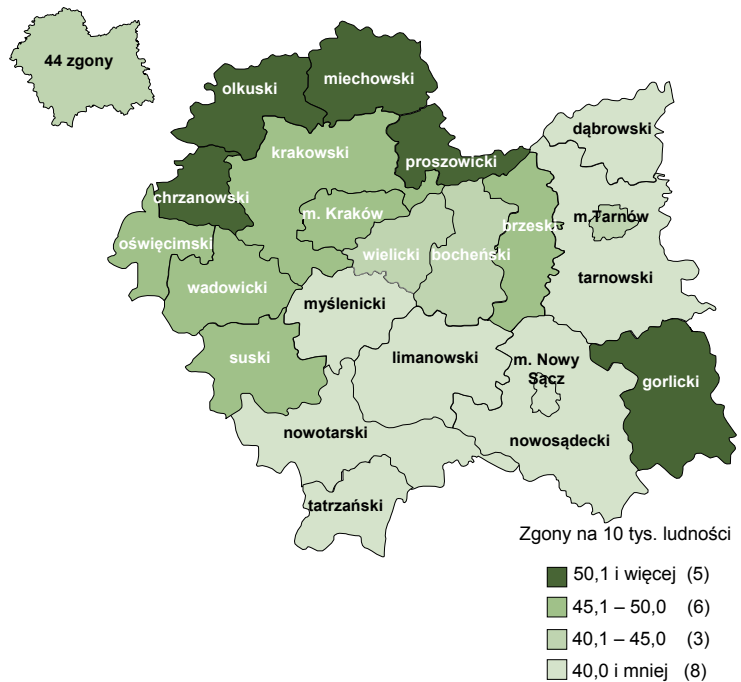 44 zgony
olkuski
miechowski
dąbrowski
krakowski
proszowicki
chrzanowski
m. Kraków
m.Tarnów
oświęcimski
brzeski
wielicki
bocheński
tarnowski
wadowicki
myślenicki
suski
limanowski
m. Nowy
Sącz
gorlicki
nowotarski
nowosądecki
tatrzański
Zgony na 10 tys. ludności
50,1 i więcej (5)
45,1 – 50,0 (6)
40,1 – 45,0 (3)
40,0 i mniej (8)